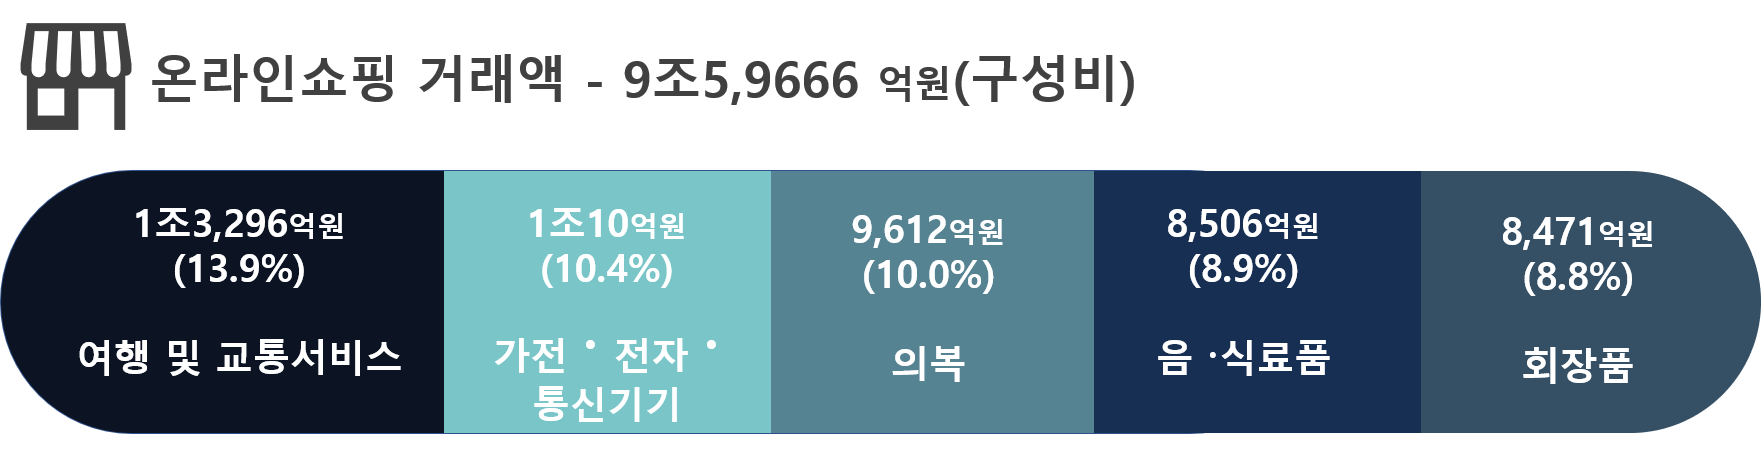 온라인쇼핑 거래액 - 9조5,9666 억원(구성비)
1조3,296억원
(13.9%)
여행 및 교통서비스
1조10억원
(10.4%)
가전 · 전자 ·
통신기기
9,612억원
(10.0%)
의복
8,506억원
(8.9%)
음 ·식료품
8,471억원
(8.8%)
회장품